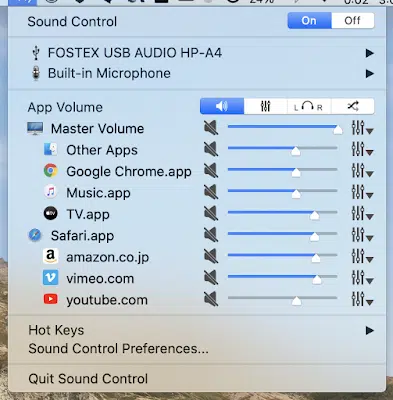 Sound Control On Off
FOSTEX USB AUDIO HP-A4
Built-in Microphone
App Volume L R
Master Volume
Other Apps
Google Chrome.app
Music.app
TV.app
Safari.app
amazon.co.jp
vimeo.com
youtube.com
Hot Keys
Sound Control Preferences...
Quit Sound Control